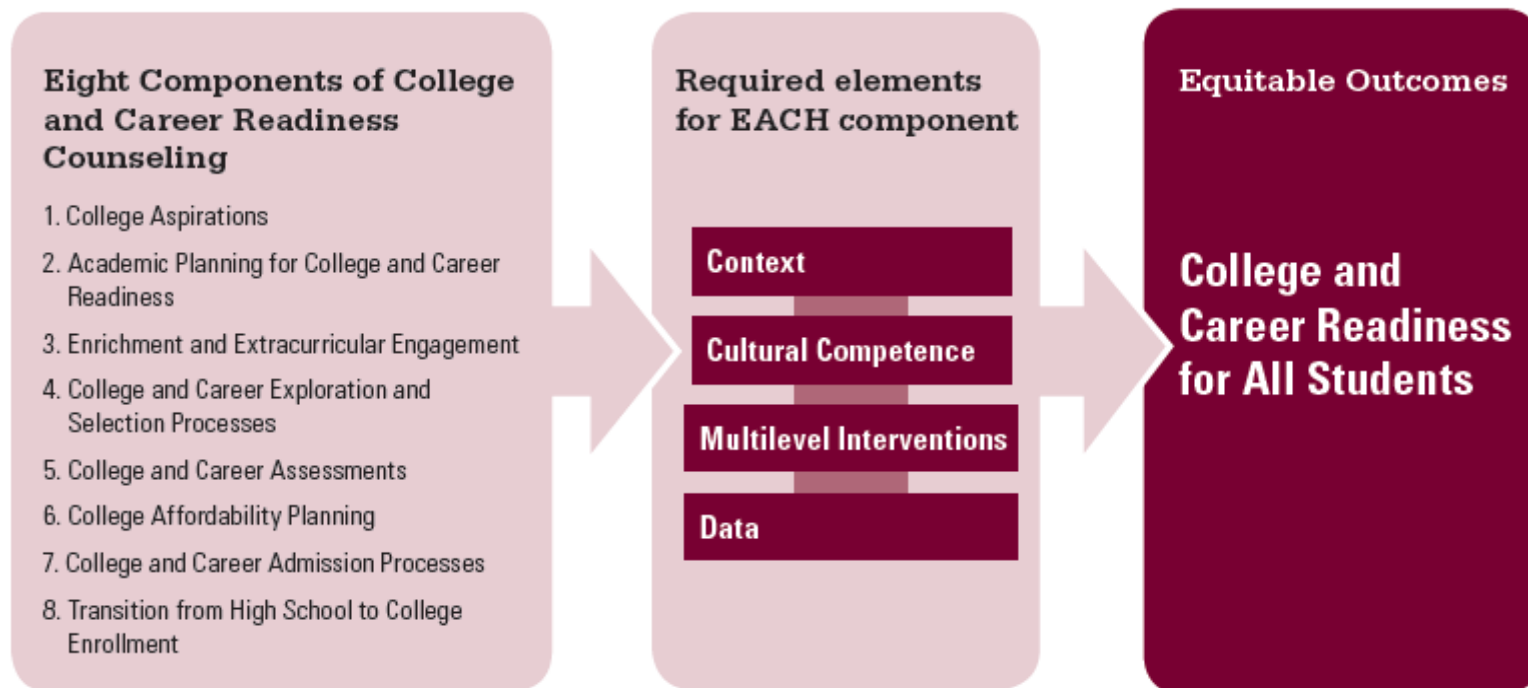 Eight Components of College
and Career Readiness
Counseling
1. College Aspirations
2. Academic Planning for College and Career
Readiness
3. Enrichment and Extracurricular Engagement
4. College and Career Exploration and
Selection Processes
5. College and Career Assessments
6. College Affordability Planning
7. College and Career Admission Processes
8. Transition from High School to College
Enrollment
Required elements
for EACH component
Context
Cultural Competence
Multilevel Interventions
Data
Equitable Outcomes
College and
Career Readiness
for All Students